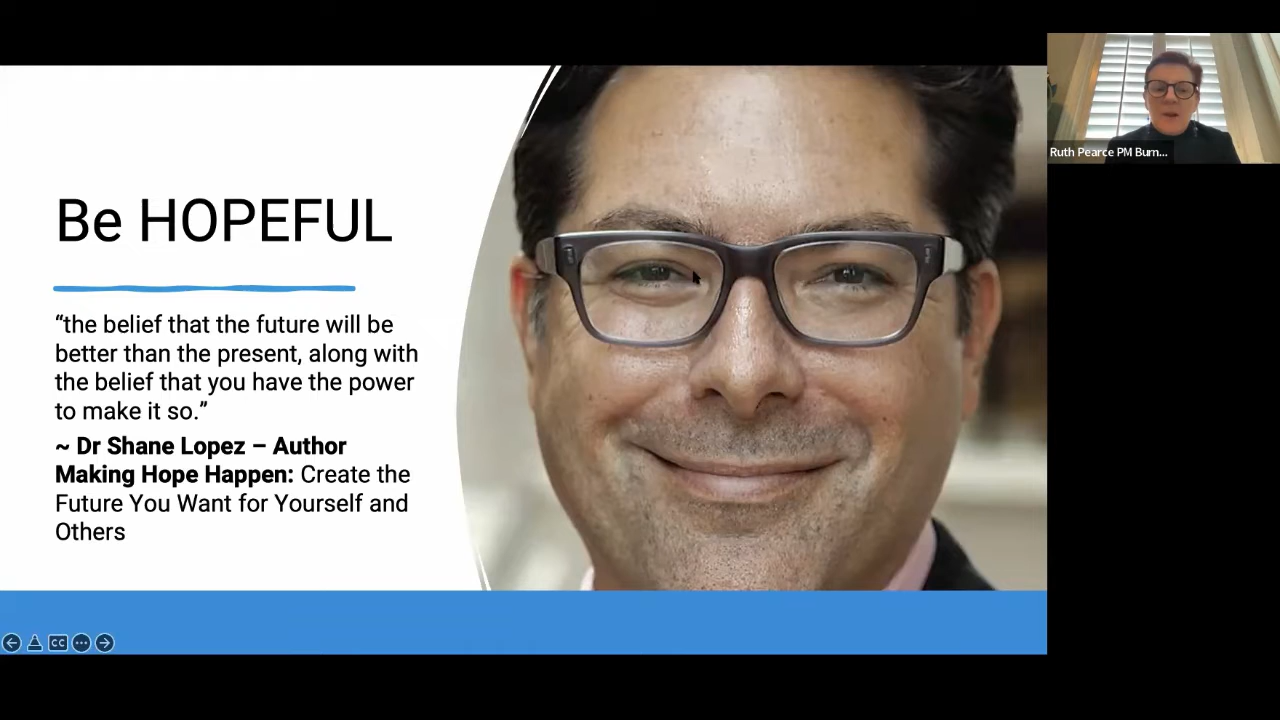 Be HOPEFUL
“the belief that the future will be
better than the present, along with
the belief that you have the power
to make it so.”
~ Dr Shane Lopez – Author
Making Hope Happen: Create the
Future You Want for Yourself and
Others
Ruth Pearce PM Burn...
CC